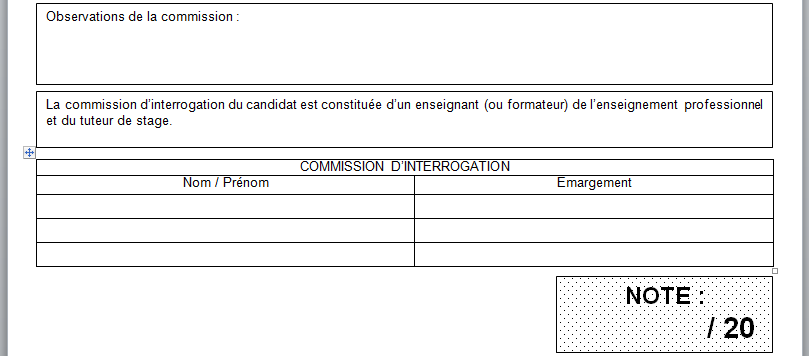 Observations de la commission :
La commission d'interrogation du candidat est constituée d'un enseignant (ou formateur) de l'enseignement professionnel
et du tuteur de stage.
COMMISSION D'INTERROGATION
Nom / Prénom Emargement
NOTE :
/ 20